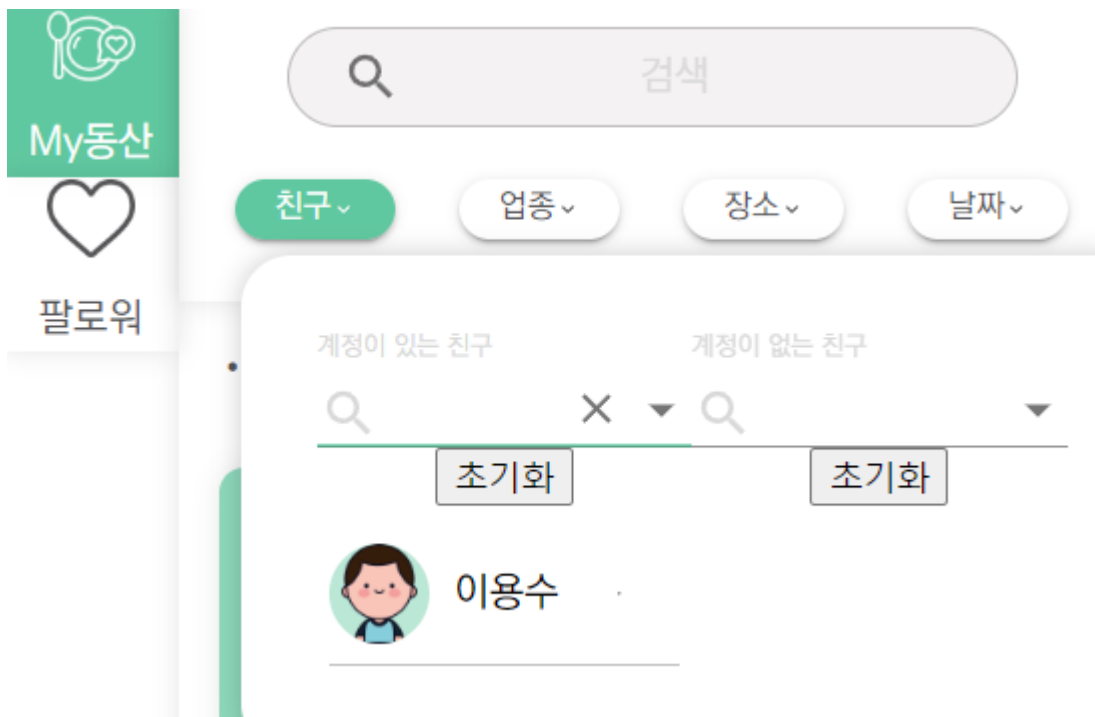 검색
My동산
친구 업종 장소 날짜
팔로워
계정이 있는 친구 계정이 없는 친구
초기화 초기화
이용수